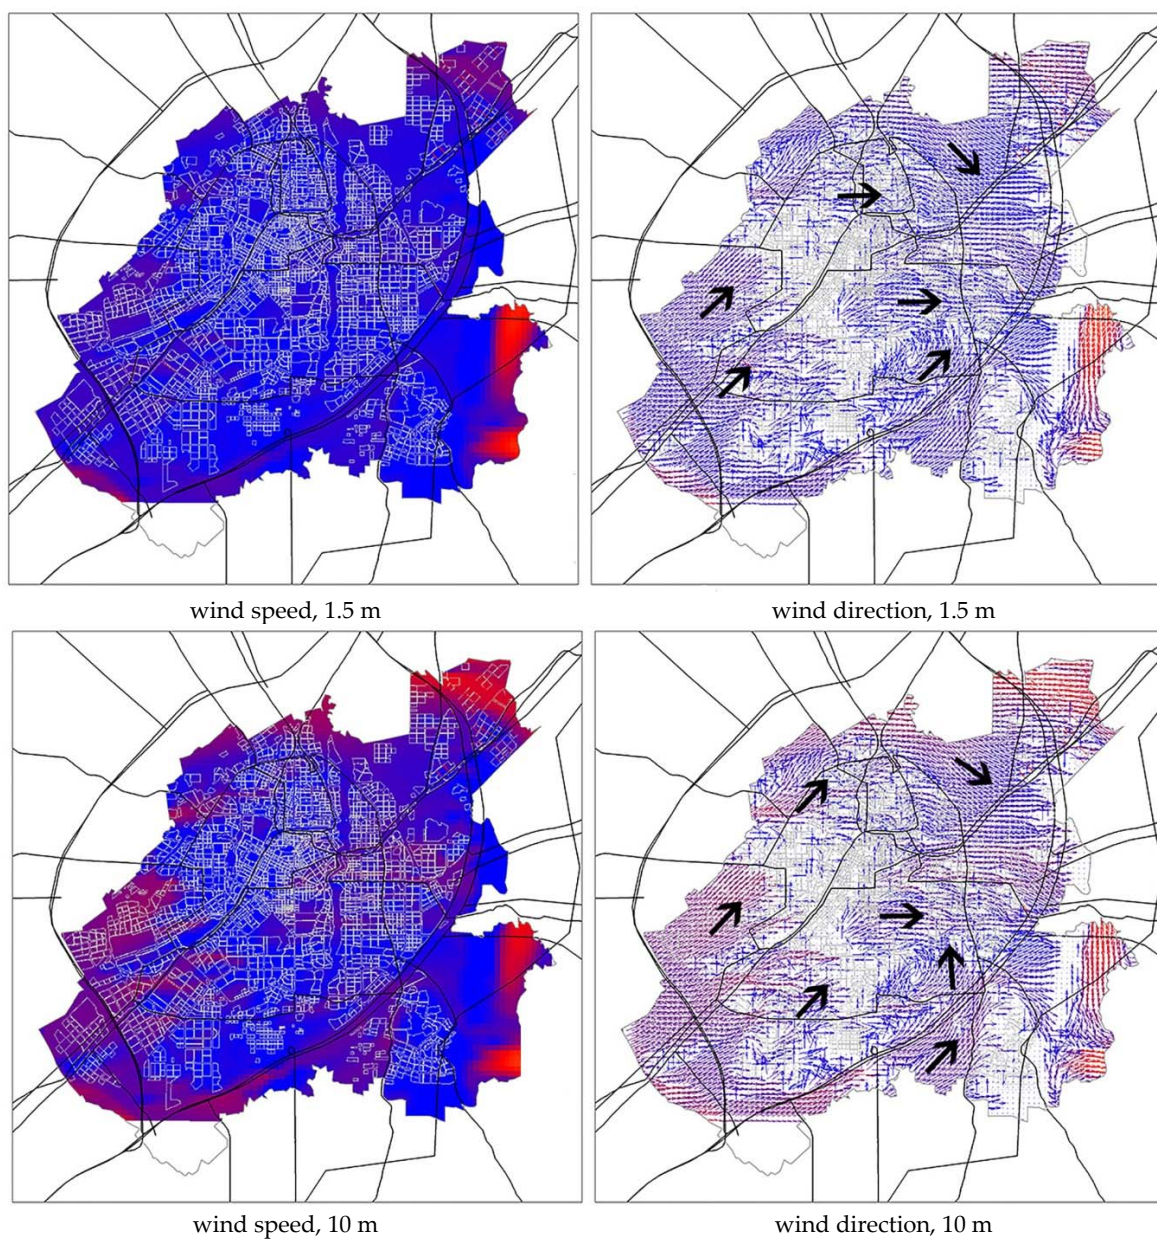 wind speed, 1.5 m
wind direction, 1.5 m
wind speed, 10 m
wind direction, 10 m